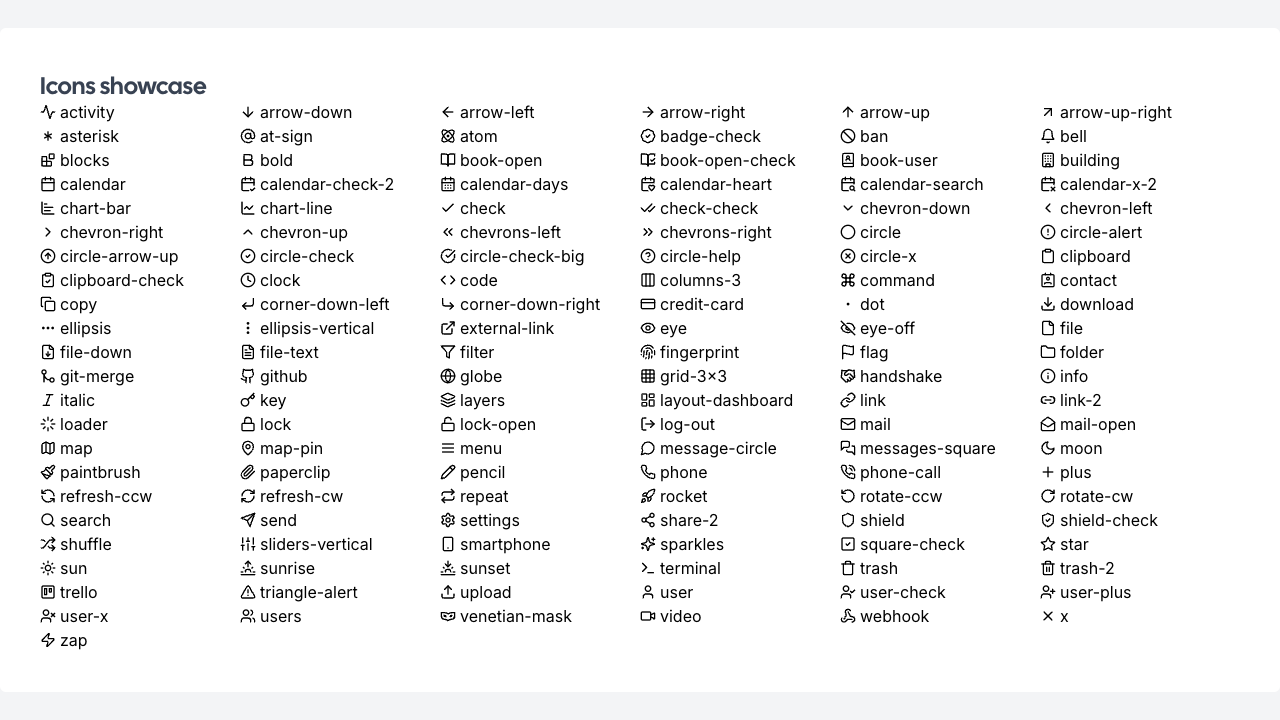 Icons showcase
activity arrow-down arrow-left arrow-right arrow-up arrow-up-right
asterisk at-sign atom badge-check ban bell
blocks bold book-open book-open-check book-user building
calendar calendar-check-2 calendar-days calendar-heart calendar-search calendar-x-2
chart-bar chart-line check check-check chevron-down chevron-left
chevron-right chevron-up chevrons-left chevrons-right circle circle-alert
circle-arrow-up circle-check circle-check-big circle-help circle-x clipboard
clipboard-check clock code columns-3 command contact
copy corner-down-left corner-down-right credit-card dot download
ellipsis ellipsis-vertical external-link eye eye-off file
file-down file-text filter fingerprint flag folder
git-merge github globe grid-3×3 handshake info
italic key layers layout-dashboard link link-2
loader lock lock-open log-out mail mail-open
map map-pin menu message-circle messages-square moon
paintbrush paperclip pencil phone phone-call plus
refresh-ccw refresh-cw repeat rocket rotate-ccw rotate-cw
search send settings share-2 shield shield-check
shuffle sliders-vertical smartphone sparkles square-check star
sun sunrise sunset terminal trash trash-2
trello triangle-alert upload user user-check user-plus
user-x users venetian-mask video webhook x
zap